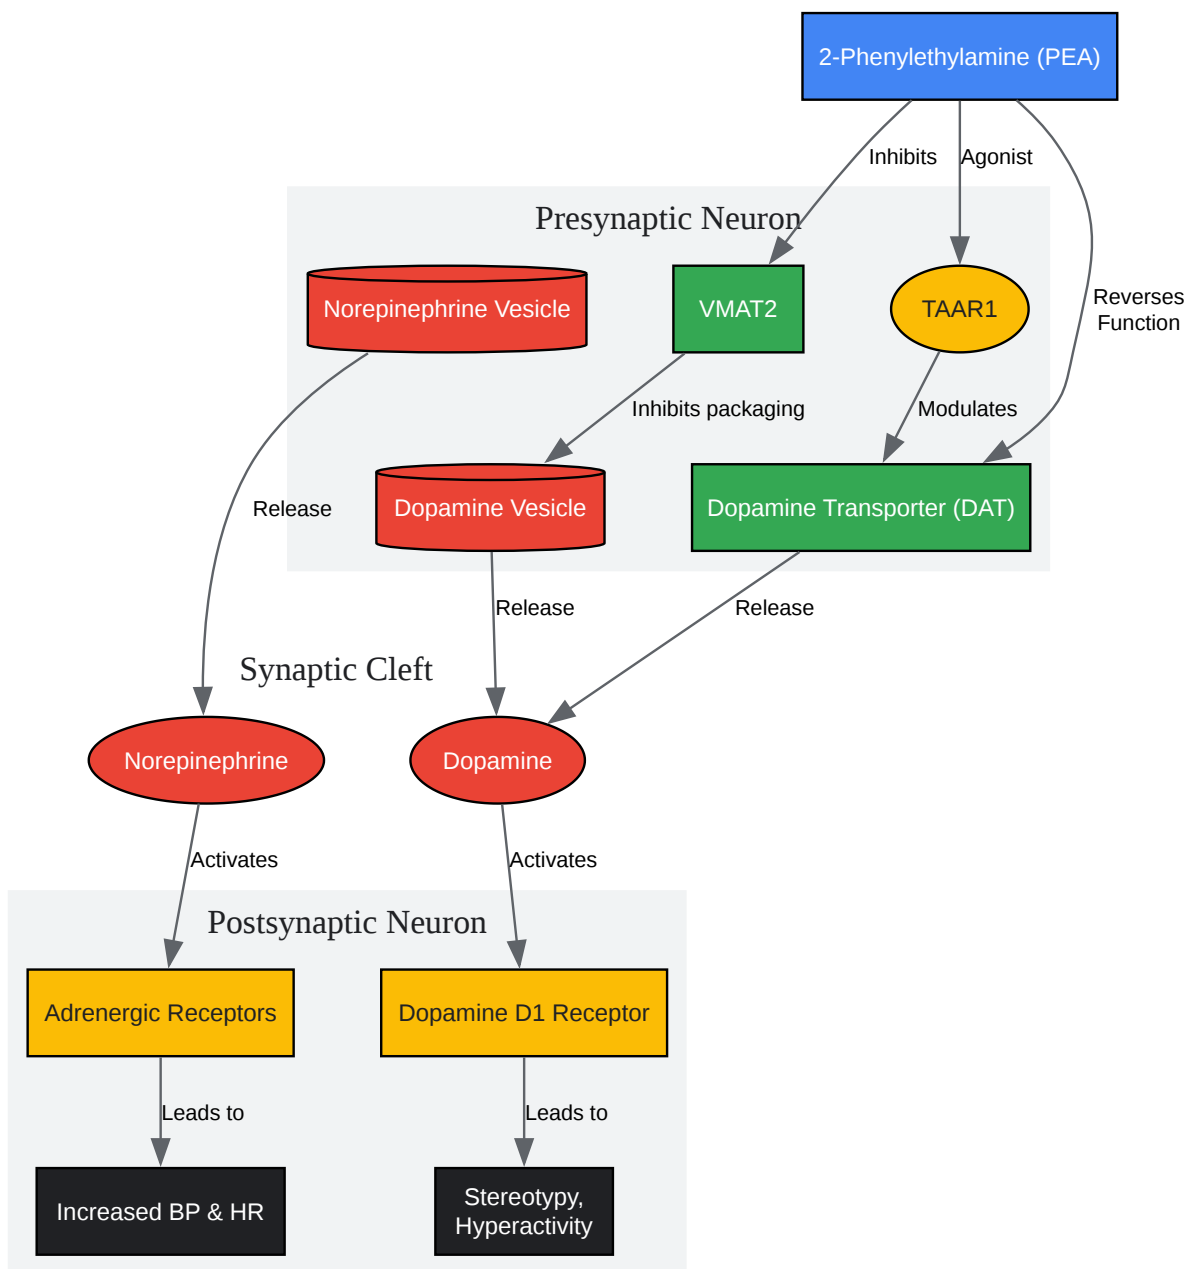 2-Phenylethylamine (PEA)
Inhibits
Agonist
Presynaptic Neuron
Norepinephrine Vesicle
VMAT2
TAAR1
Reverses
Function
Inhibits packaging
Modulates
Release
Dopamine Vesicle
Dopamine Transporter (DAT)
Release
Release
Synaptic Cleft
Norepinephrine
Dopamine
Activates
Activates
Postsynaptic Neuron
Adrenergic Receptors
Dopamine D1 Receptor
Leads to
Leads to
Increased BP & HR
Stereotypy,
Hyperactivity